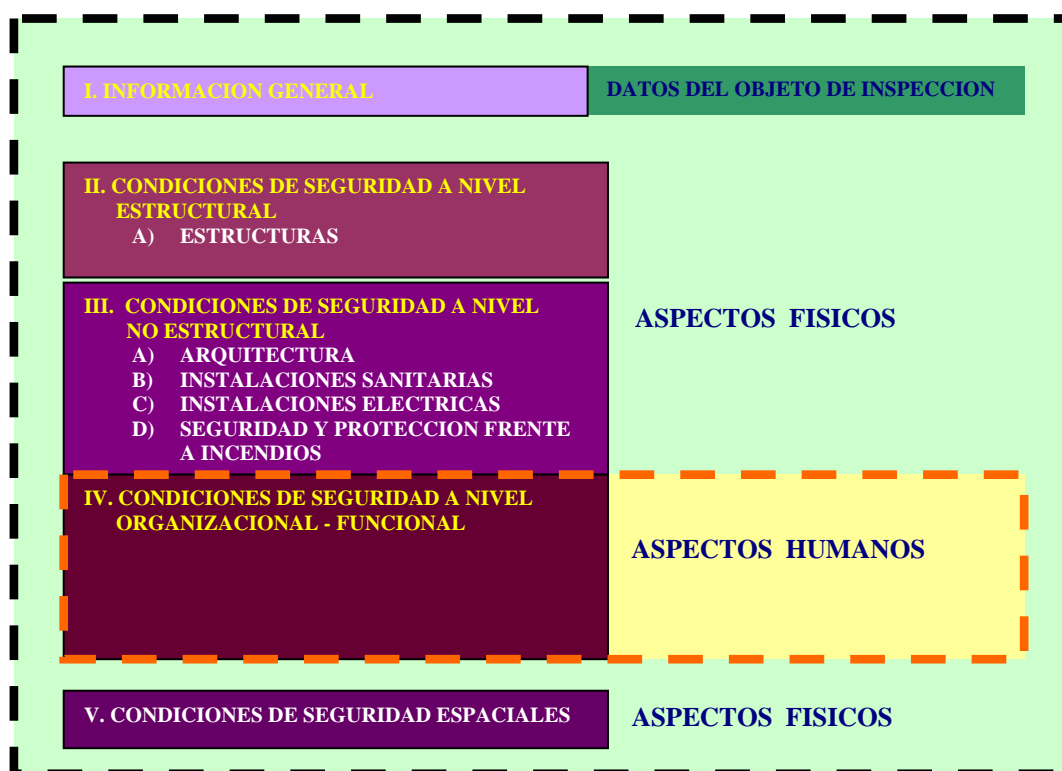 I. INFORMACION GENERAL
DATOS DEL OBJETO DE INSPECCION
II. CONDICIONES DE SEGURIDAD A NIVEL
ESTRUCTURAL
A) ESTRUCTURAS
III. CONDICIONES DE SEGURIDAD A NIVEL
NO ESTRUCTURAL
A) ARQUITECTURA
B) INSTALACIONES SANITARIAS
C) INSTALACIONES ELECTRICAS
D) SEGURIDAD Y PROTECCION FRENTE
A INCENDIOS
ASPECTOS FISICOS
IV. CONDICIONES DE SEGURIDAD A NIVEL
ORGANIZACIONAL - FUNCIONAL
ASPECTOS HUMANOS
V. CONDICIONES DE SEGURIDAD ESPACIALES
ASPECTOS FISICOS